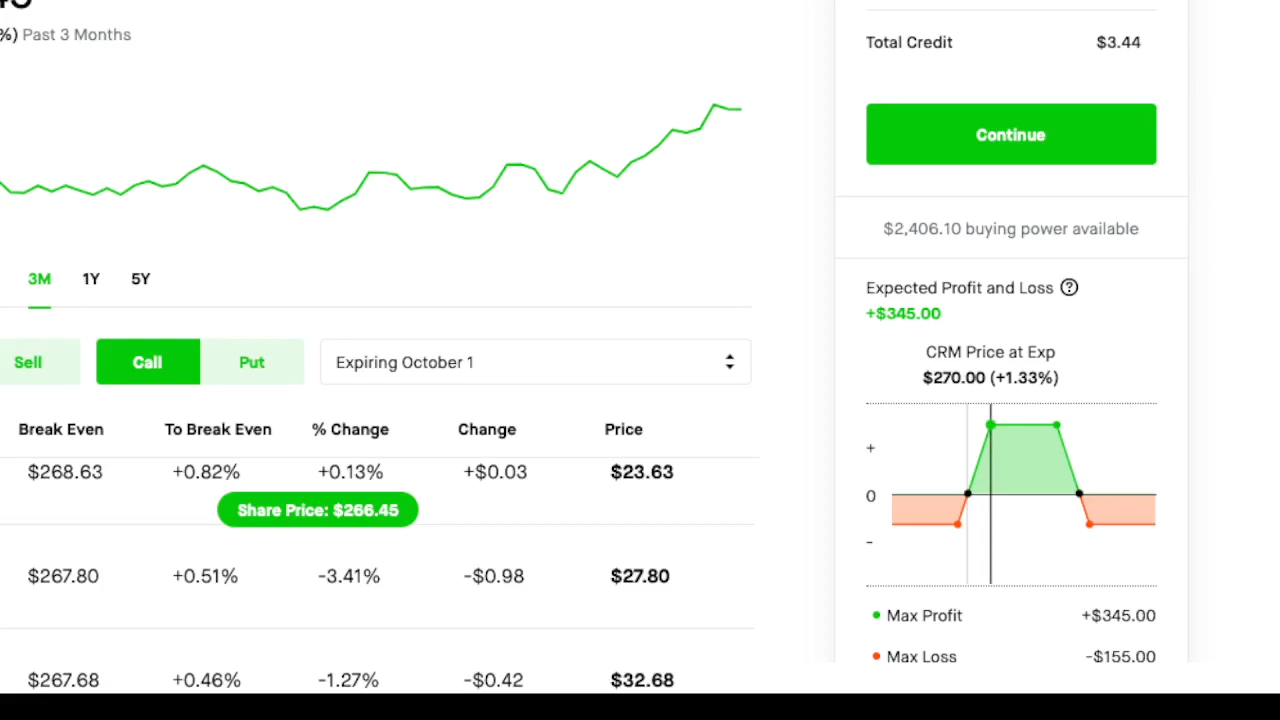 %) Past 3 Months
3M 1Y 5Y
Sell Call Put Expiring October 1
Break Even To Break Even % Change Change Price
$268.63 +0.82% +0.13% +$0.03 $23.63
Share Price: $266.45
$267.80 +0.51% -3.41% -$0.98 $27.80
$267.68 +0.46% -1.27% -$0.42 $32.68
Total Credit $3.44
Continue
$2,406.10 buying power available
Expected Profit and Loss ?
+$345.00
CRM Price at Exp
$270.00 (+1.33%)
+
0
-
Max Profit +$345.00
Max Loss -$155.00